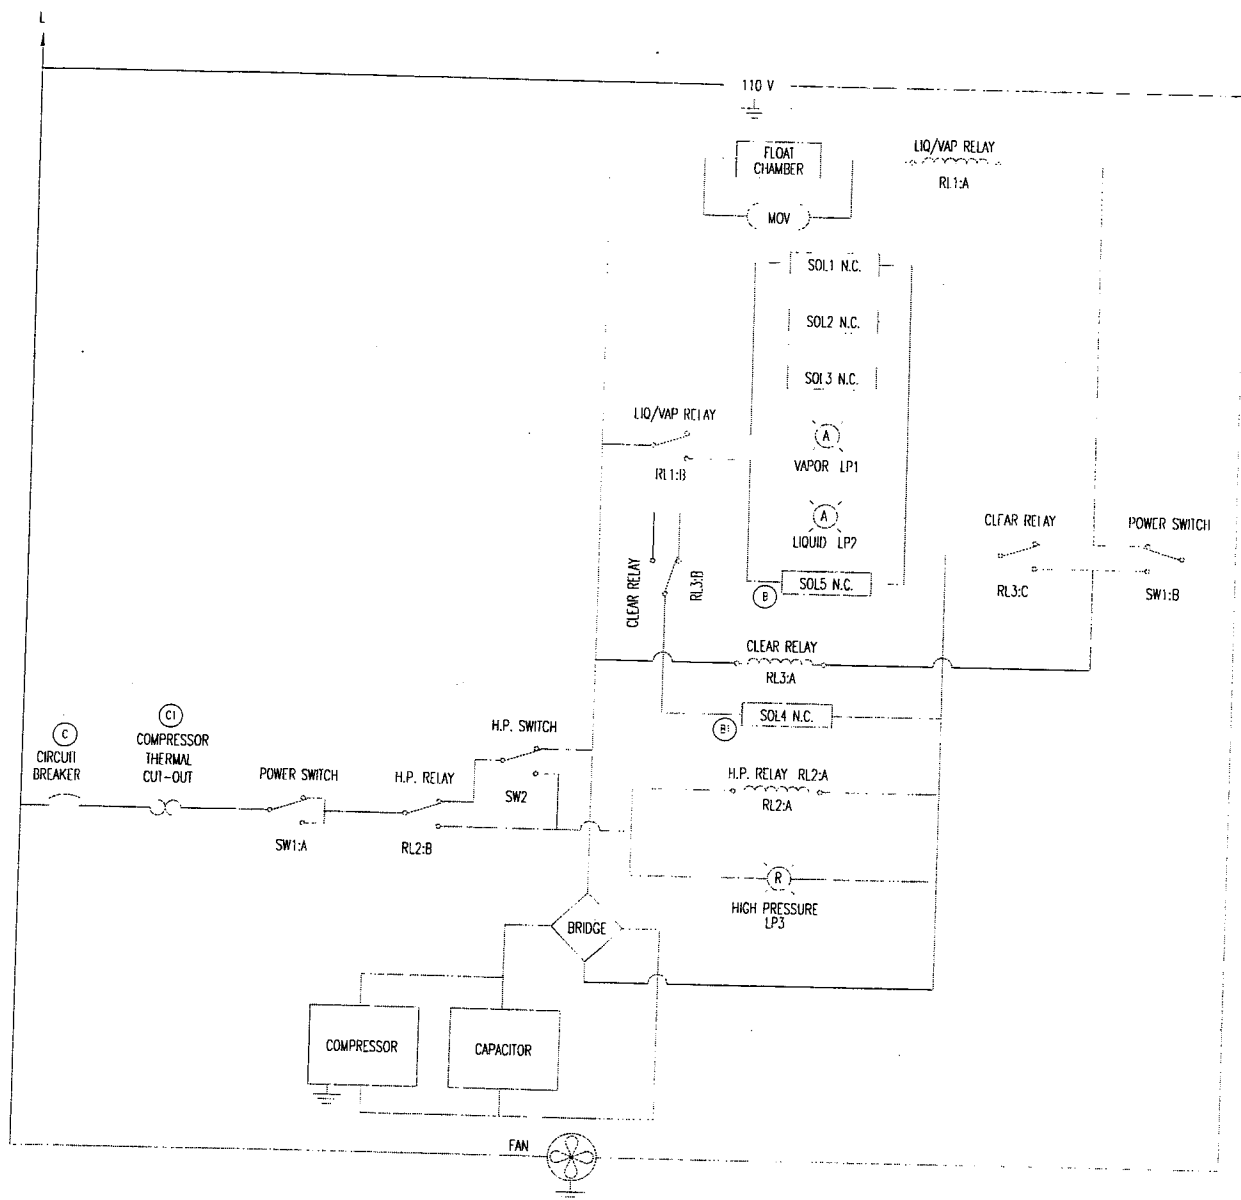 L
110 V
FLOAT
CHAMBER
LIQ/VAP RELAY
RL1:A
MOV
SOL1 N.C.
SOL2 N.C.
SOL3 N.C.
LIQ/VAP RELAY
RL1:B
A
VAPOR LP1
A
LIQUID LP2
CLEAR RELAY
RL3:C
POWER SWITCH
SW1:B
CLEAR RELAY
RL3:B
B
SOL5 N.C.
CLEAR RELAY
RL3:A
B1
SOL4 N.C.
C
CIRCUIT
BREAKER
C1
COMPRESSOR
THERMAL
CUT-OUT
POWER SWITCH
SW1:A
H.P. RELAY
RL2:B
H.P. SWITCH
SW2
H.P. RELAY RL2:A
RL2:A
R
HIGH PRESSURE
LP3
BRIDGE
COMPRESSOR
CAPACITOR
FAN